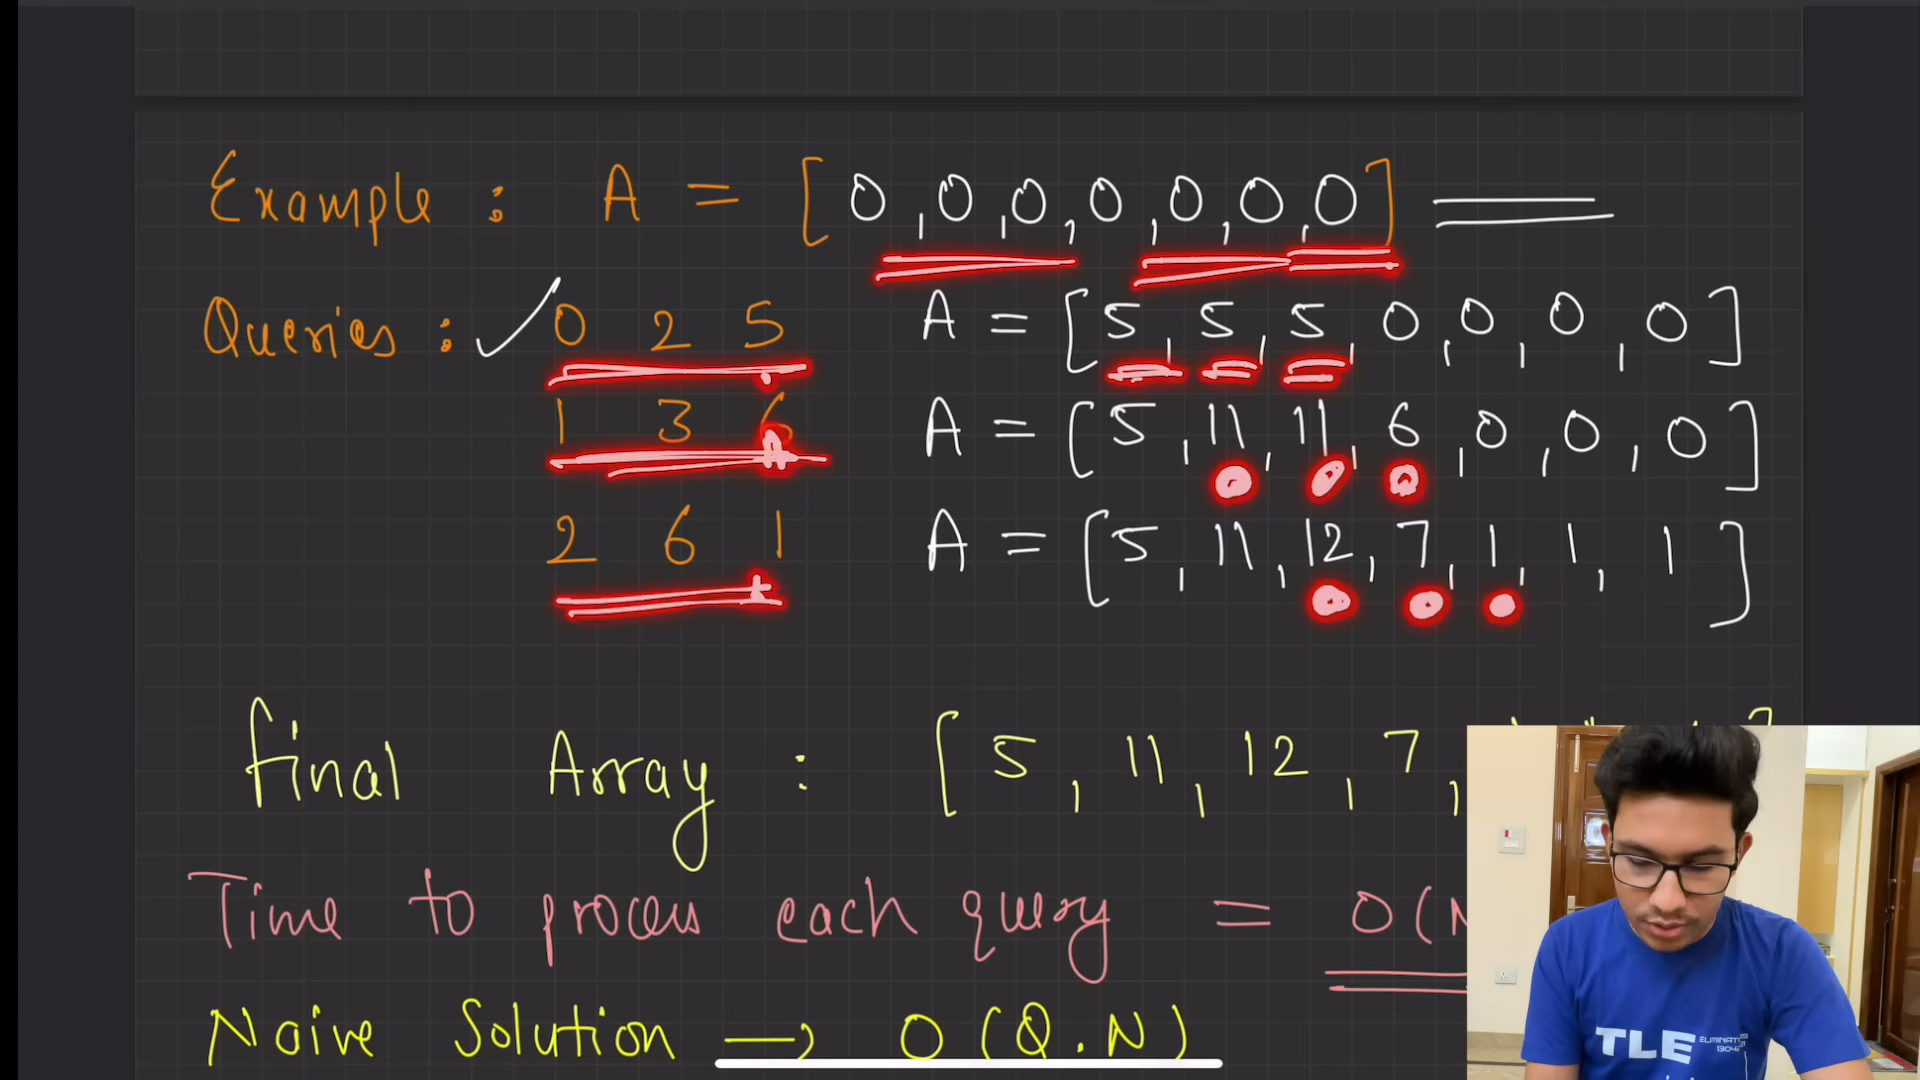 Example : A = [0,0,0,0,0,0,0]
Queries : 0 2 5 A = [5,5,5,0,0,0,0]
1 3 6 A = [5,11,11,6,0,0,0]
2 6 1 A = [5,11,12,7,1,1,1]
final Array : [5,11,12,7,
Time to process each query = O(N
Naive Solution → O(Q.N)
TLE